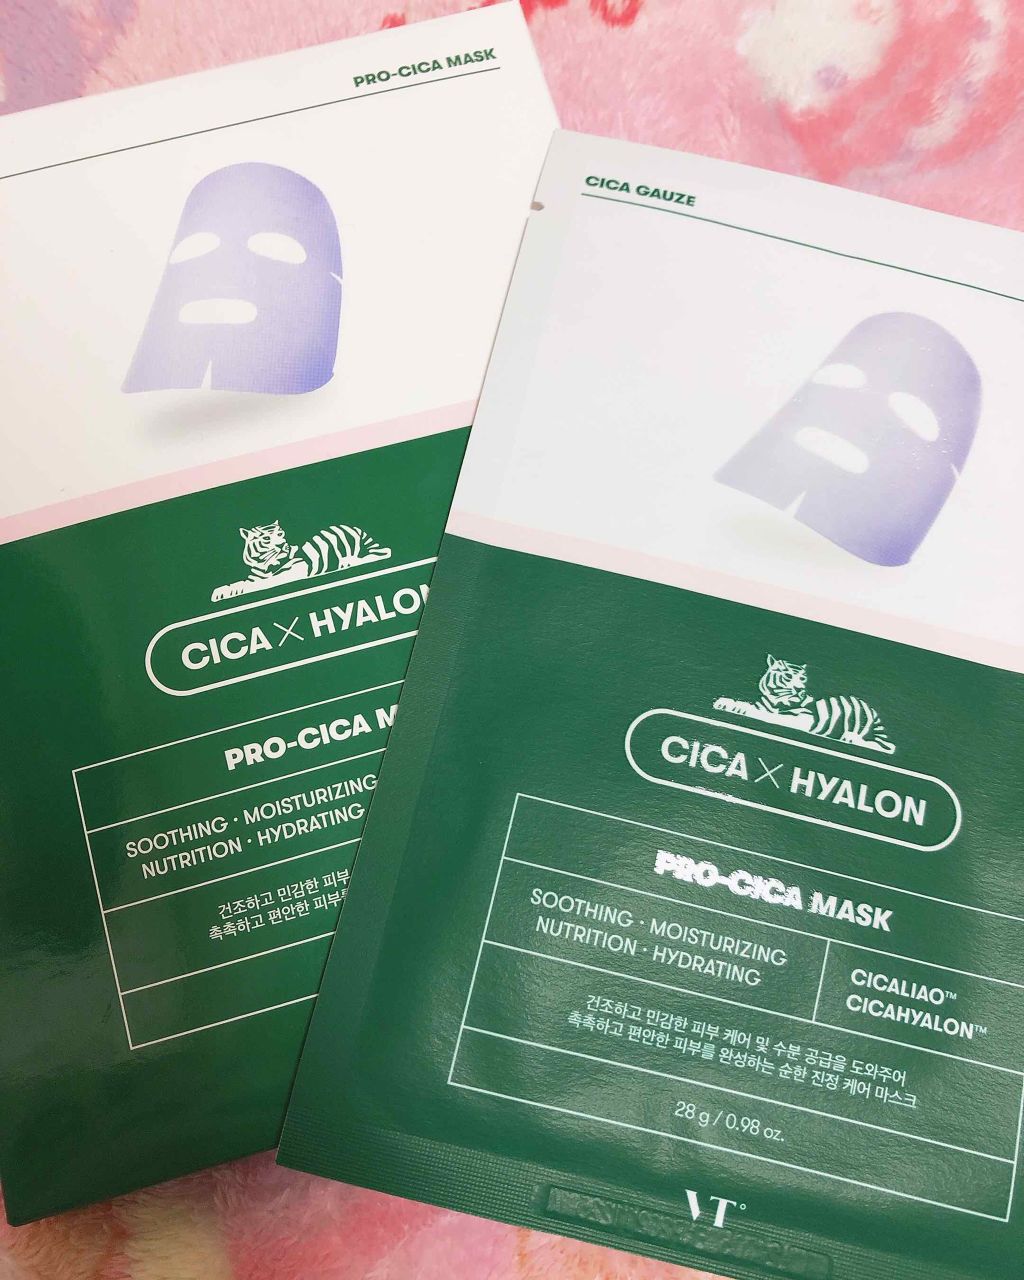 PRO-CICA MASK
CICA × HYALON
PRO-CICA M
SOOTHING · MOISTURIZING
NUTRITION · HYDRATING
건조하고 민감한 피부
촉촉하고 편안한 피부를
CICA GAUZE
CICA × HYALON
PRO-CICA MASK
SOOTHING · MOISTURIZING
NUTRITION · HYDRATING
CICALIAO™
CICAHYALON™
건조하고 민감한 피부 케어 및 수분 공급을 도와주어
촉촉하고 편안한 피부를 완성하는 순한 진정 케어 마스크
28 g / 0.98 oz.
VT°